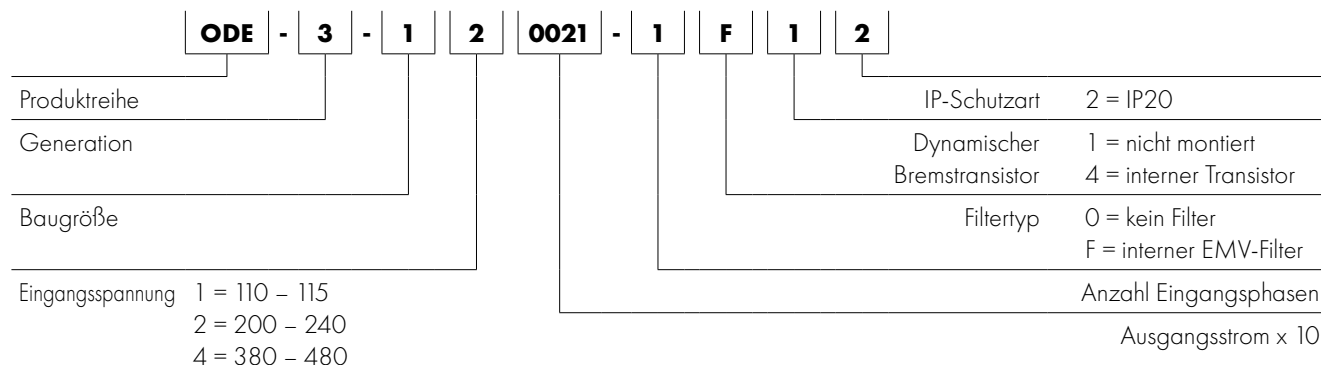 ODE - 3 - 1 2 0021 - 1 F 1 2
Produktreihe
Generation
Baugröße
Eingangsspannung 1 = 110 – 115
2 = 200 – 240
4 = 380 – 480
IP-Schutzart 2 = IP20
Dynamischer 1 = nicht montiert
Bremstransistor 4 = interner Transistor
Filtertyp 0 = kein Filter
F = interner EMV-Filter
Anzahl Eingangsphasen
Ausgangsstrom x 10